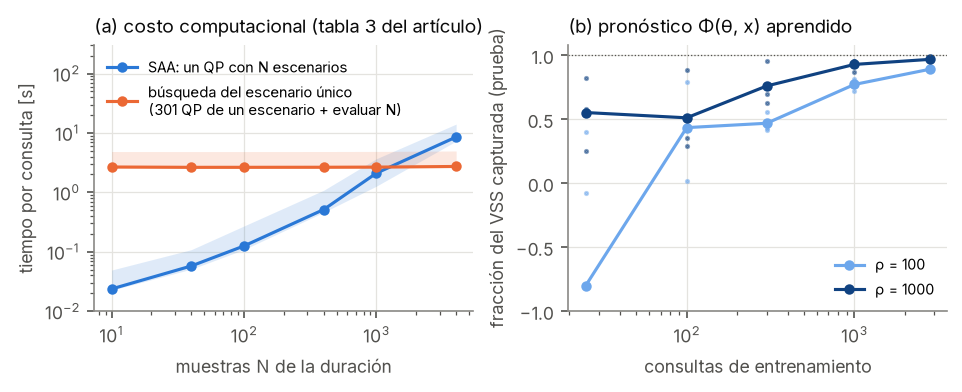 (a) costo computacional (tabla 3 del artículo)
tiempo por consulta [s]
10²
10¹
10⁰
10⁻¹
10⁻²
SAA: un QP con N escenarios
búsqueda del escenario único
(301 QP de un escenario + evaluar N)
10¹
10²
10³
muestras N de la duración
(b) pronóstico Φ(θ, x) aprendido
fracción del VSS capturada (prueba)
1.0
0.5
0.0
−0.5
−1.0
ρ = 100
ρ = 1000
10²
10³
consultas de entrenamiento